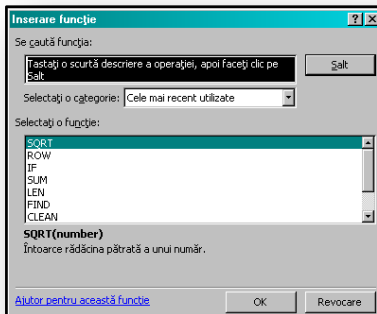 Inserare funcție
Se caută funcția:
Tastați o scurtă descriere a operației, apoi faceți clic pe
Salt
Salt
Selectați o categorie: Cele mai recent utilizate
Selectați o funcție:
SQRT
ROW
IF
SUM
LEN
FIND
CLEAN
SQRT(number)
Întoarce rădăcina pătrată a unui număr.
Ajutor pentru această funcție
OK
Revocare